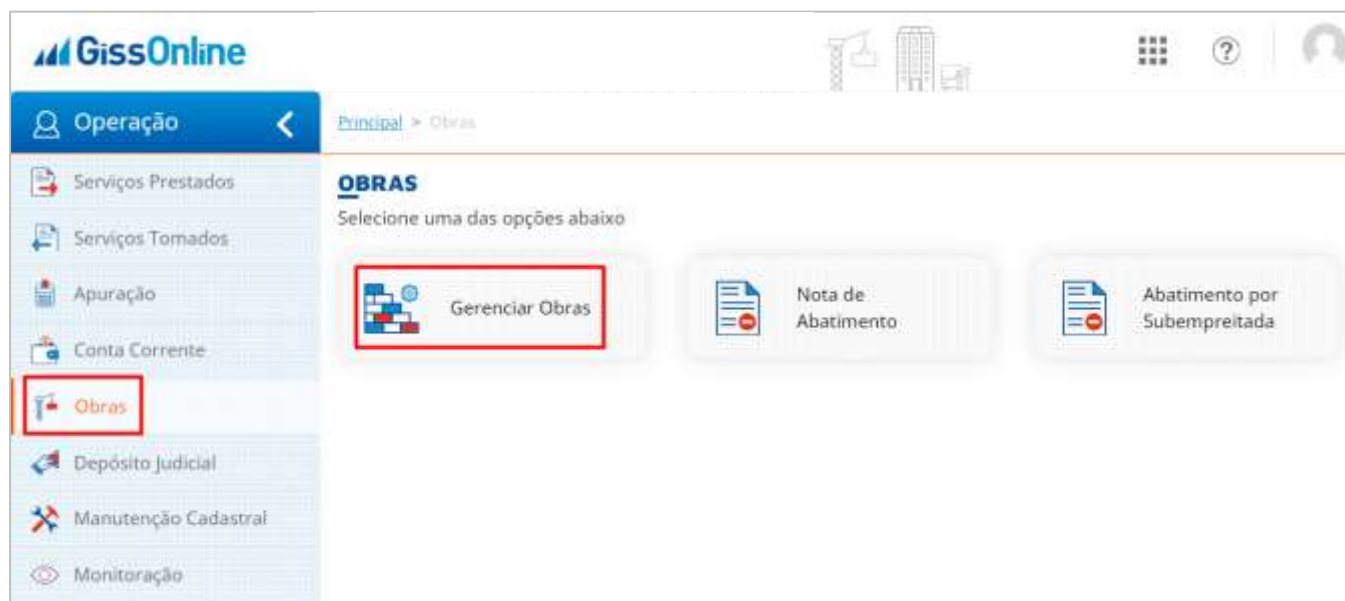 GissOnline
?
Operação
Principal > Obras
Serviços Prestados
Serviços Tomados
Apuração
Conta Corrente
Obras
Depósito Judicial
Manutenção Cadastral
Monitoração
OBRAS
Selecione uma das opções abaixo
Gerenciar Obras
Nota de
Abatimento
Abatimento por
Subempreitada